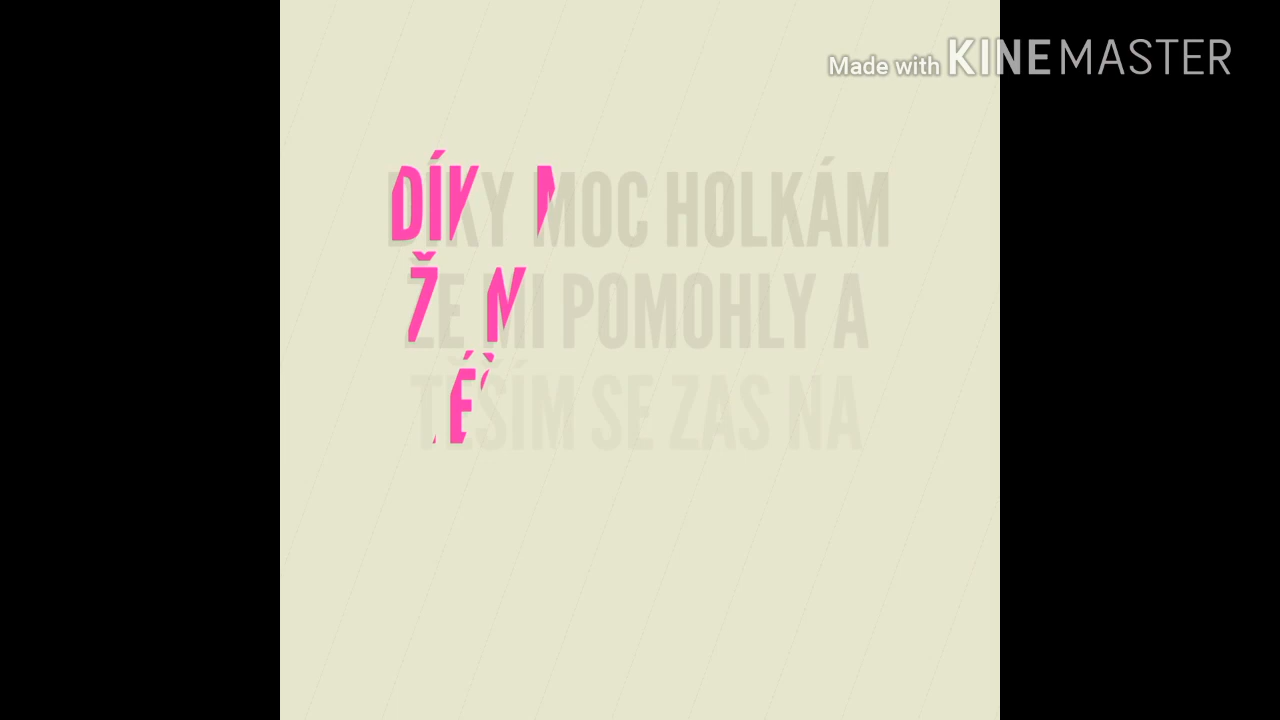 Made with KINEMASTER
DÍKY MOC HOLKÁM
ŽE MI POMOHLY A
TĚŠÍM SE ZAS NA